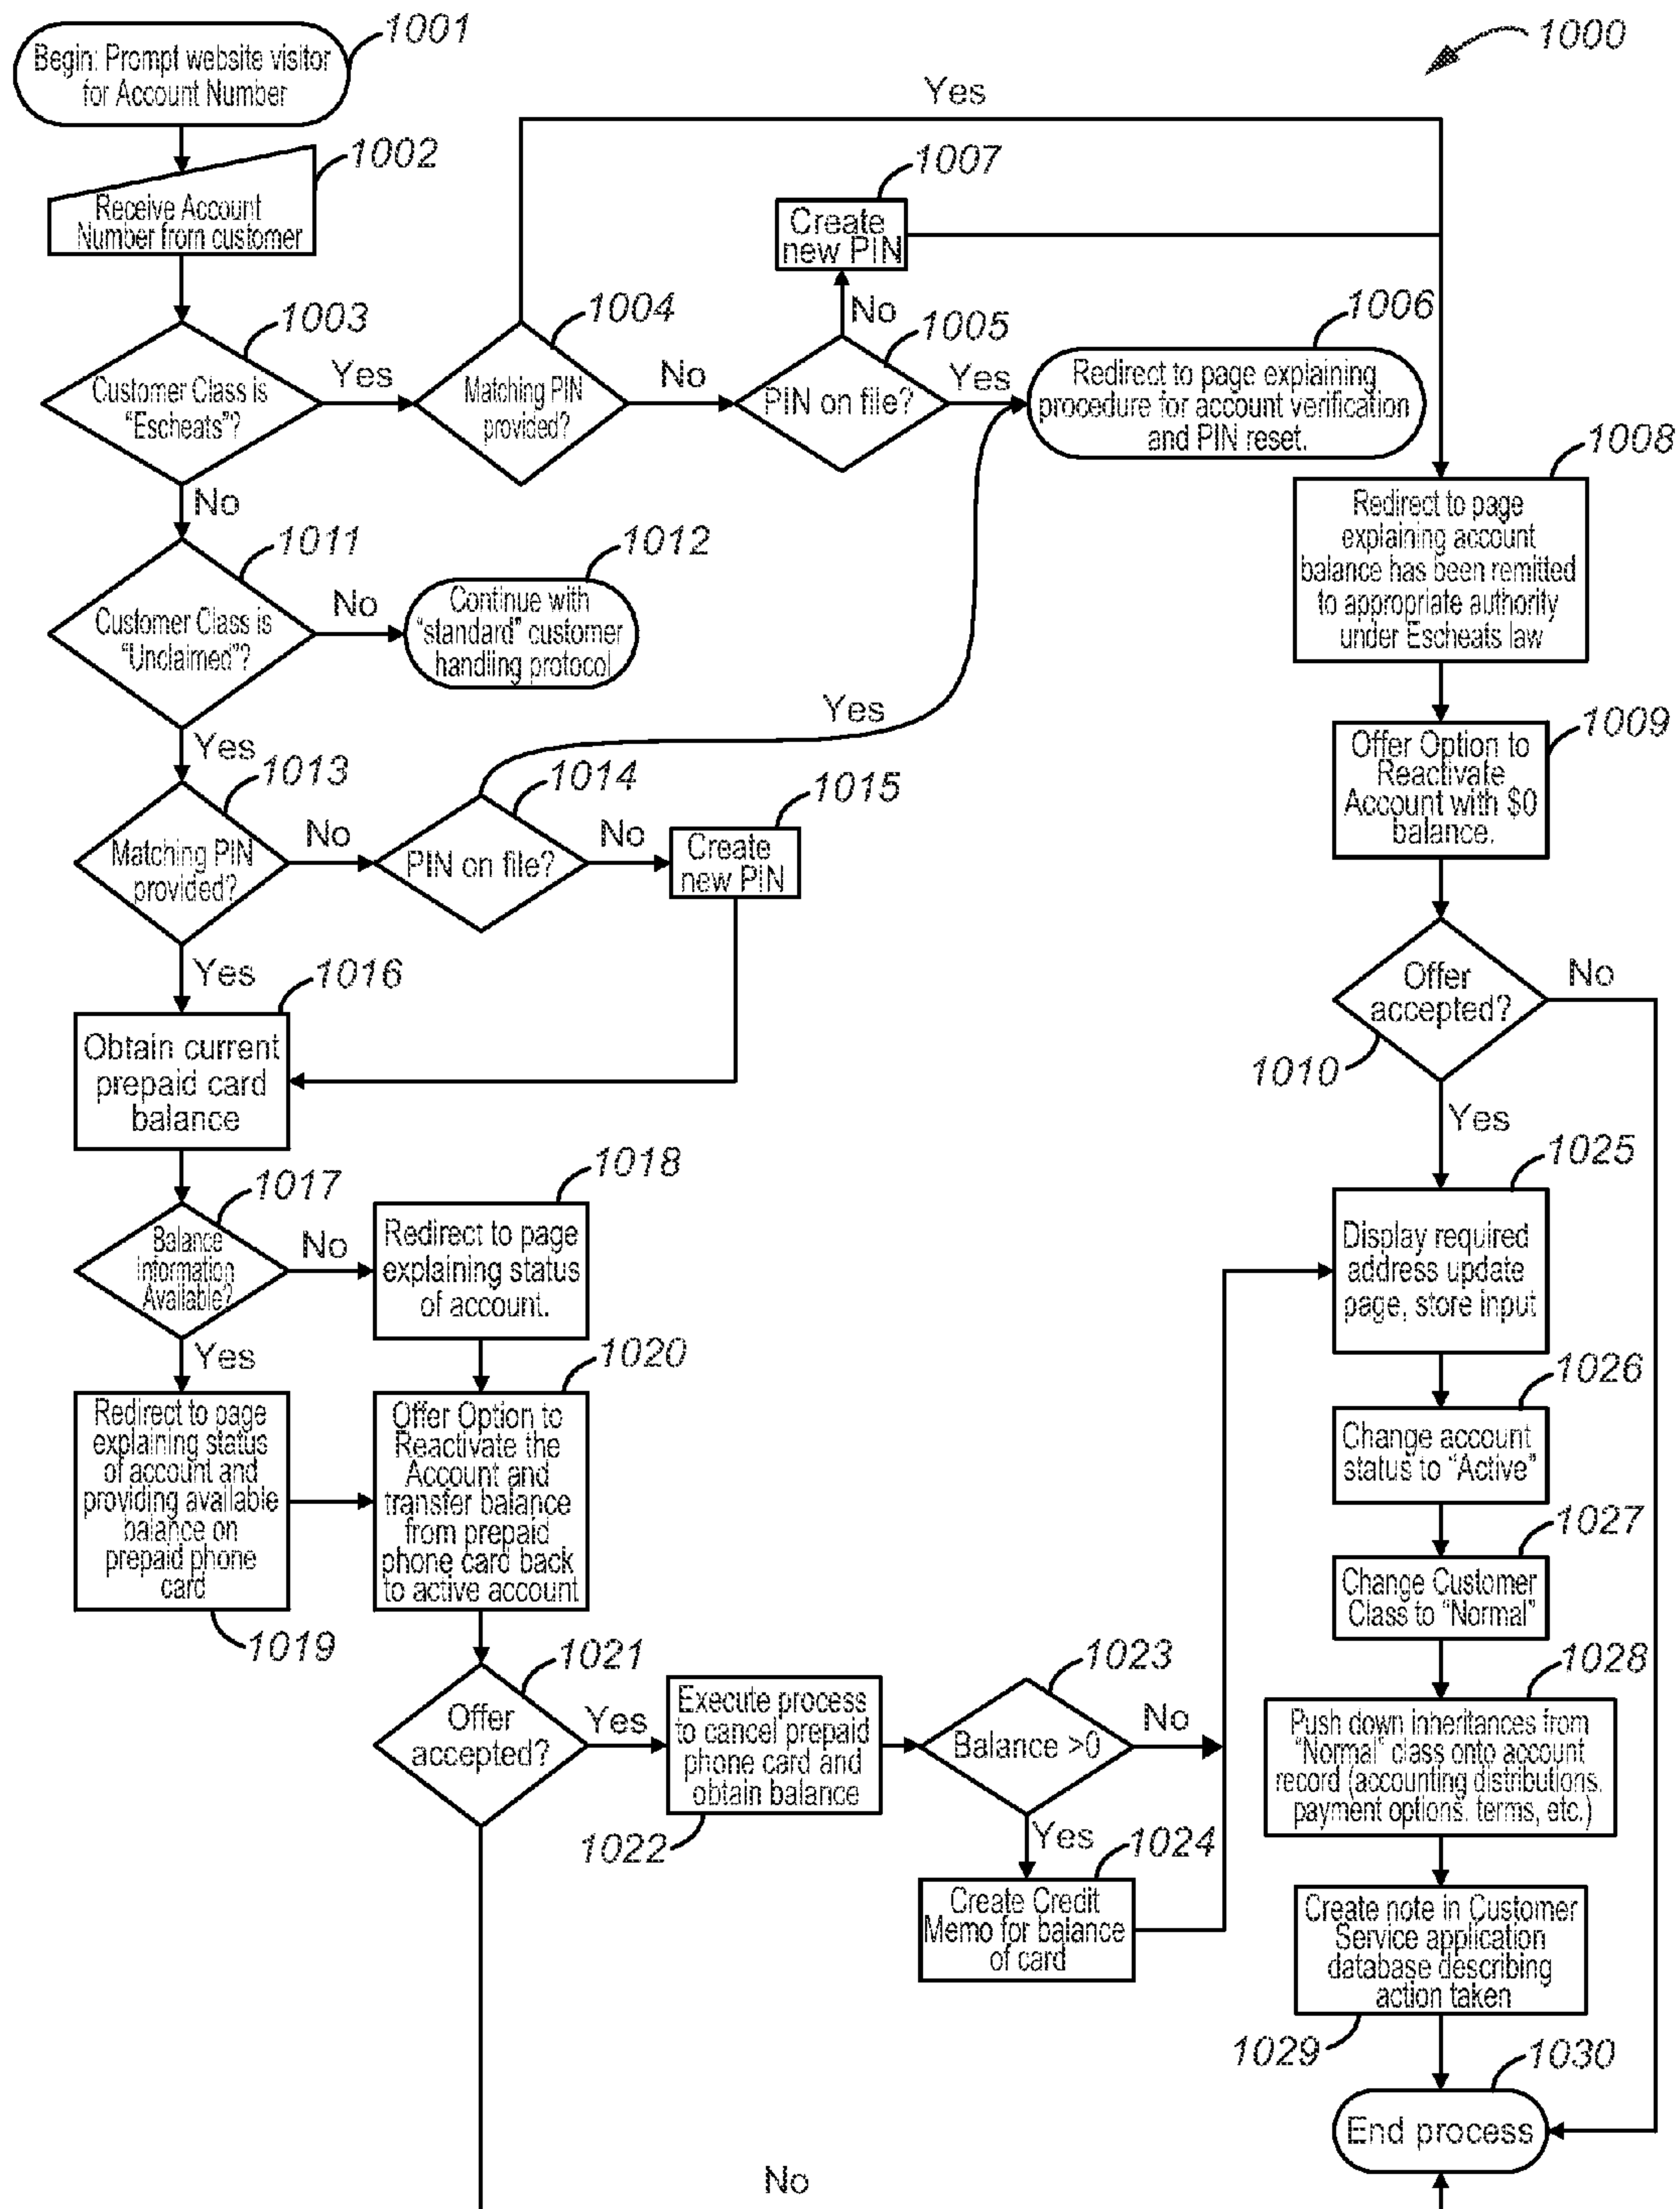 1001
1000
Begin: Prompt website visitor
for Account Number
Yes
1002
Receive Account
Number from customer
1007
Create
new PIN
1003
Customer Class is
"Escheats"?
Yes
1004
Matching PIN
provided?
No
No
1005
PIN on file?
Yes
1006
Redirect to page explaining
procedure for account verification
and PIN reset.
1008
Redirect to page
explaining account
balance has been remitted
to appropriate authority
under Escheats law
No
1011
Customer Class is
"Unclaimed"?
No
1012
Continue with
"standard" customer
handling protocol
Yes
1009
Offer Option to
Reactivate
Account with $0
balance.
Yes
1013
Matching PIN
provided?
No
1014
PIN on file?
No
1015
Create
new PIN
Offer
accepted?
No
1010
Yes
Yes
1016
Obtain current
prepaid card
balance
1017
Balance
information
Available?
No
1018
Redirect to page
explaining status
of account.
1025
Display required
address update
page, store input
Yes
1019
Redirect to page
explaining status
of account and
providing available
balance on
prepaid phone
card
1020
Offer Option to
Reactivate the
Account and
transfer balance
from prepaid
phone card back
to active account
1026
Change account
status to "Active"
1027
Change Customer
Class to "Normal"
1021
Offer
accepted?
Yes
Execute process
to cancel prepaid
phone card and
obtain balance
1022
1023
Balance >0
No
Yes
1024
Create Credit
Memo for balance
of card
1028
Push down inheritances from
"Normal" class onto account
record (accounting distributions,
payment options, terms, etc.)
Create note in Customer
Service application
database describing
action taken
1029
1030
End process
No